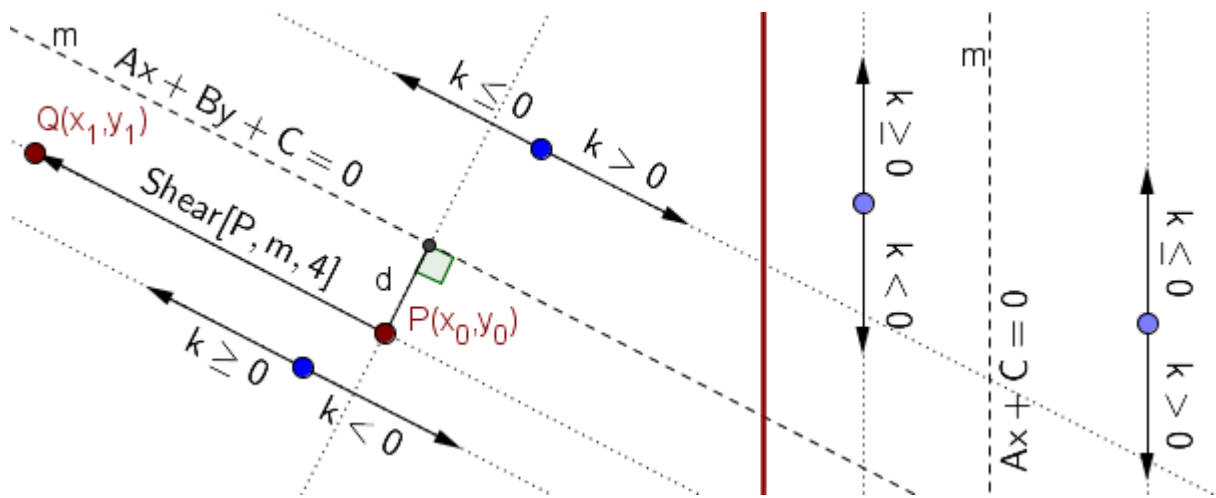 m
Ax + By + C = 0
Q(x₁,y₁)
Shear[P, m, 4]
k ≤ 0
k > 0
d
P(x₀,y₀)
k ≥ 0
k < 0
k ≥ 0
k < 0
m
Ax + C = 0
k ≤ 0
k > 0